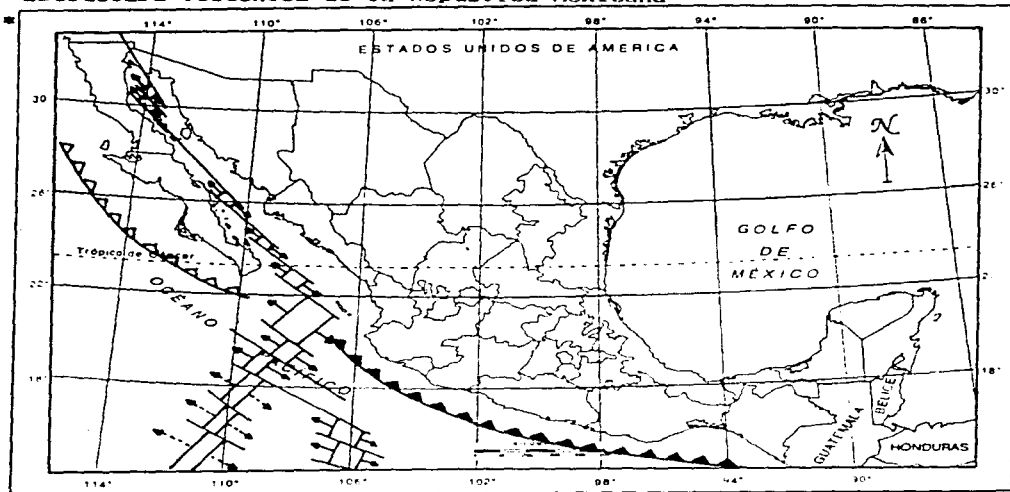 *
114° 110° 106° 102° 98° 94° 90° 86°
ESTADOS UNIDOS DE AMERICA
30° 30°
N
26° 26°
GOLFO
DE
MÉXICO
Trópico de Cáncer
22°
OCEANO
PACIFICO
18° 18°
GUATEMALA
BELICE
HONDURAS
114° 110° 106° 102° 98° 94° 90°